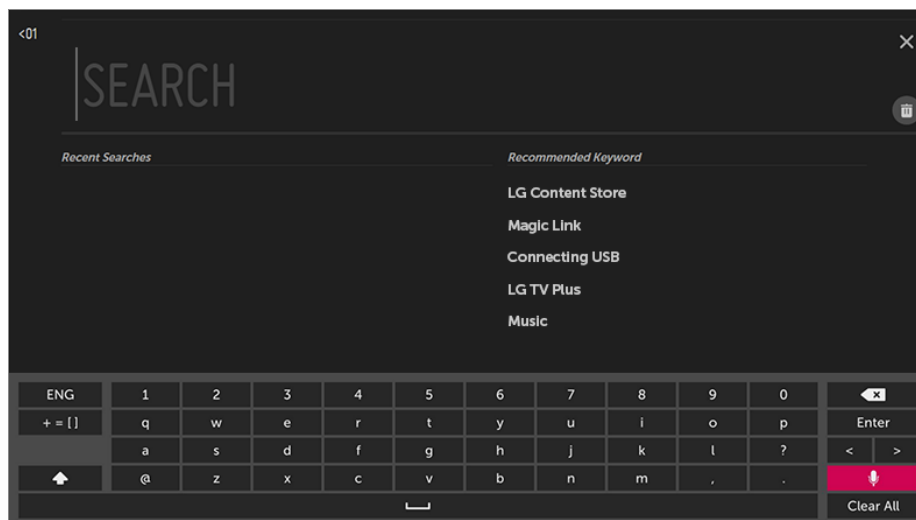 <01
SEARCH
Recent Searches
Recommended Keyword
LG Content Store
Magic Link
Connecting USB
LG TV Plus
Music
ENG 1 2 3 4 5 6 7 8 9 0
+ = [ ] q w e r t y u i o p Enter
a s d f g h j k l ? < >
@ z x c v b n m , .
Clear All